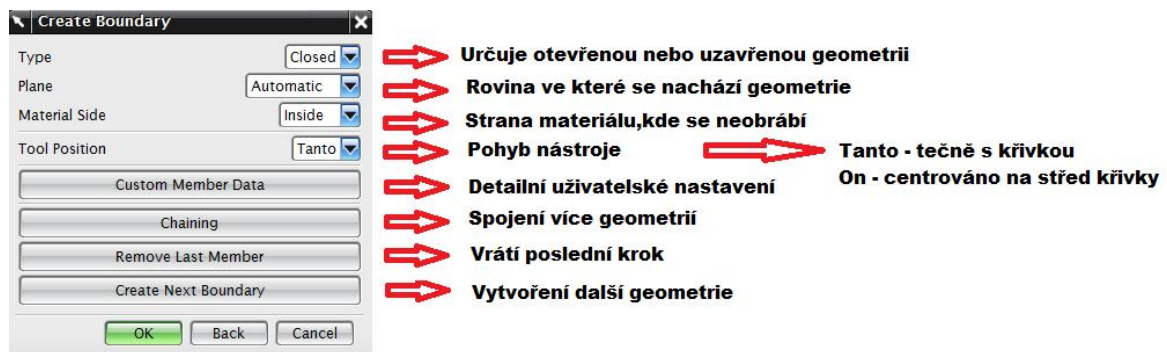 Create Boundary
Type Closed Určuje otevřenou nebo uzavřenou geometrii
Plane Automatic Rovina ve které se nachází geometrie
Material Side Inside Strana materiálu,kde se neobrábí
Tool Position Tanto Pohyb nástroje Tanto - tečně s křivkou
On - centrováno na střed křivky
Custom Member Data Detailní uživatelské nastavení
Chaining Spojení více geometrií
Remove Last Member Vrátí poslední krok
Create Next Boundary Vytvoření další geometrie
OK Back Cancel